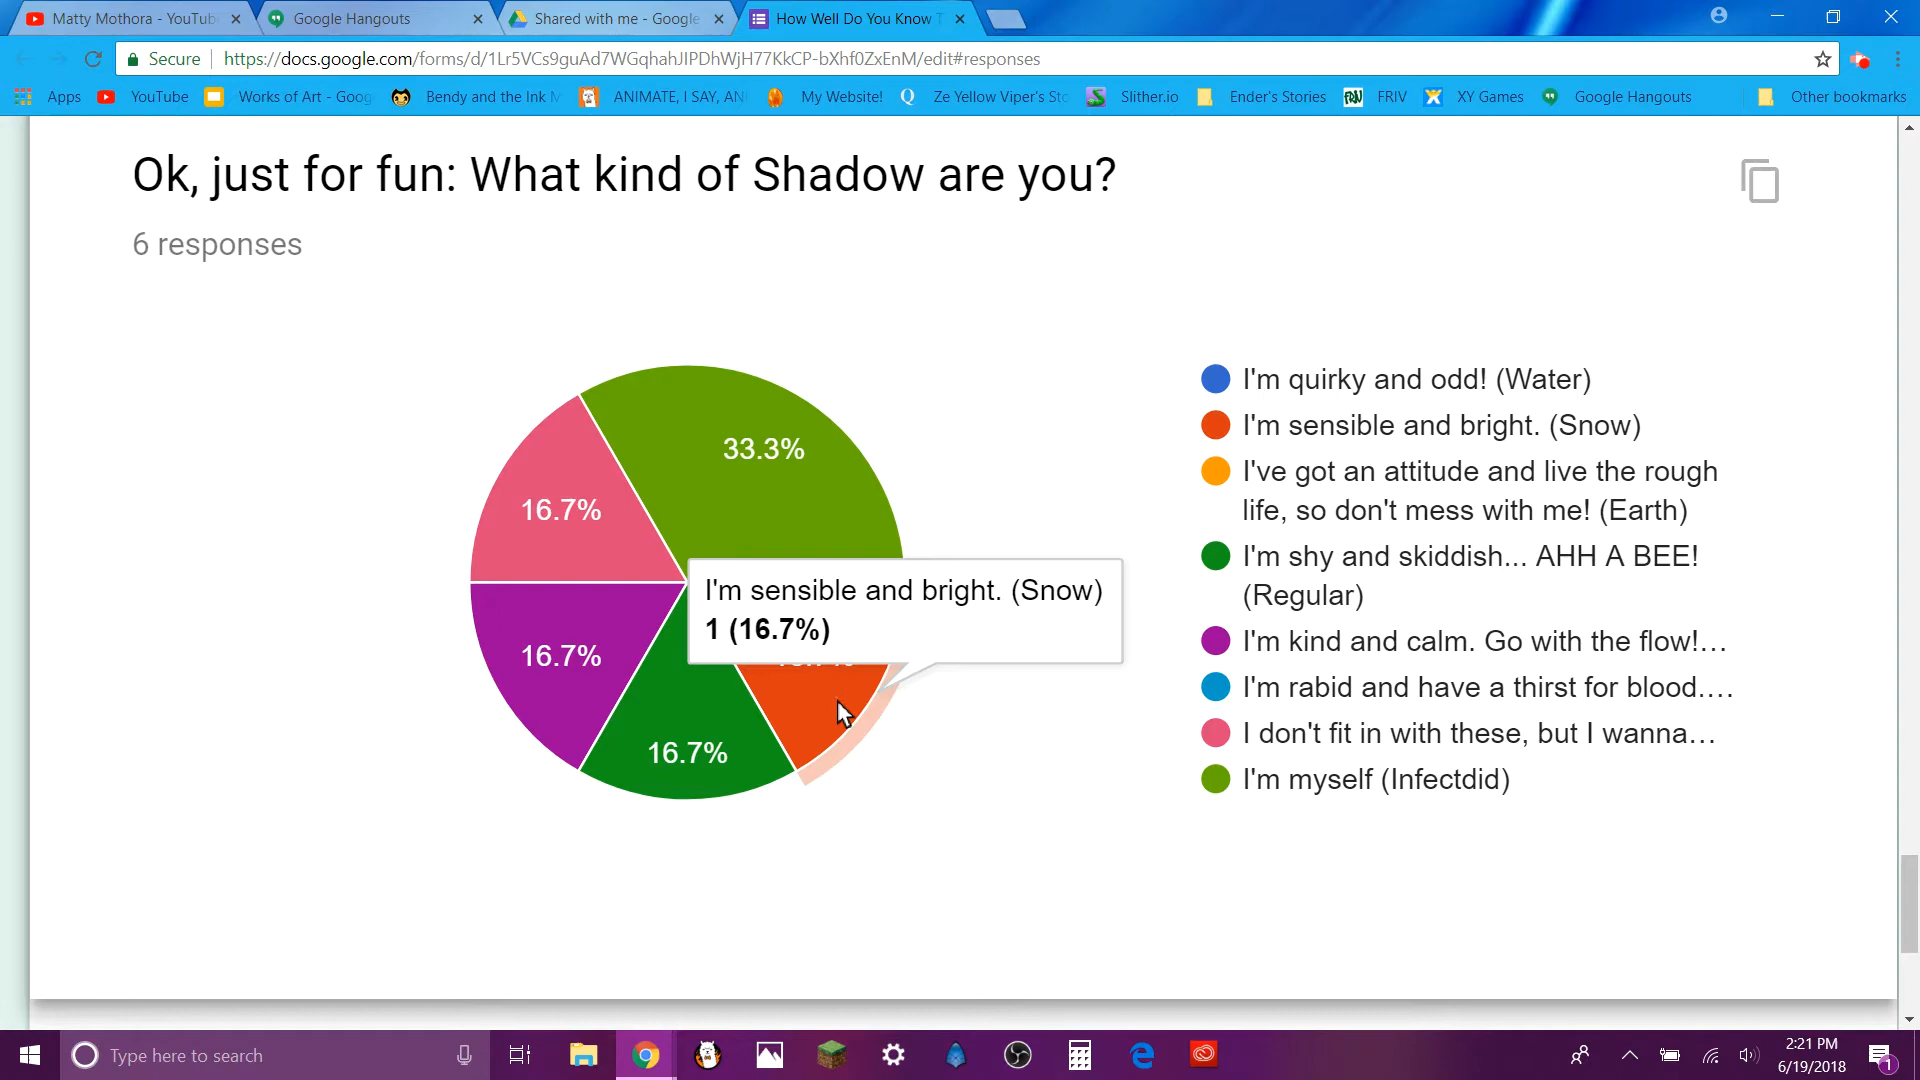 Matty Mothora - YouTub
Google Hangouts
Shared with me - Google
How Well Do You Know T
Secure
https://docs.google.com/forms/d/1Lr5VCs9guAd7WGqhahJIPDhWjH77KkCP-bXhf0ZxEnM/edit#responses
Apps
YouTube
Works of Art - Goog
Bendy and the Ink M
ANIMATE, I SAY, AN
My Website!
Ze Yellow Viper's Sto
Slither.io
Ender's Stories
FRIV
XY Games
Google Hangouts
Other bookmarks
Ok, just for fun: What kind of Shadow are you?
6 responses
33.3%
16.7%
16.7%
16.7%
I'm sensible and bright. (Snow)
1 (16.7%)
I'm quirky and odd! (Water)
I'm sensible and bright. (Snow)
I've got an attitude and live the rough
life, so don't mess with me! (Earth)
I'm shy and skiddish... AHH A BEE!
(Regular)
I'm kind and calm. Go with the flow!…
I'm rabid and have a thirst for blood.…
I don't fit in with these, but I wanna…
I'm myself (Infectdid)
Type here to search
2:21 PM
6/19/2018
1